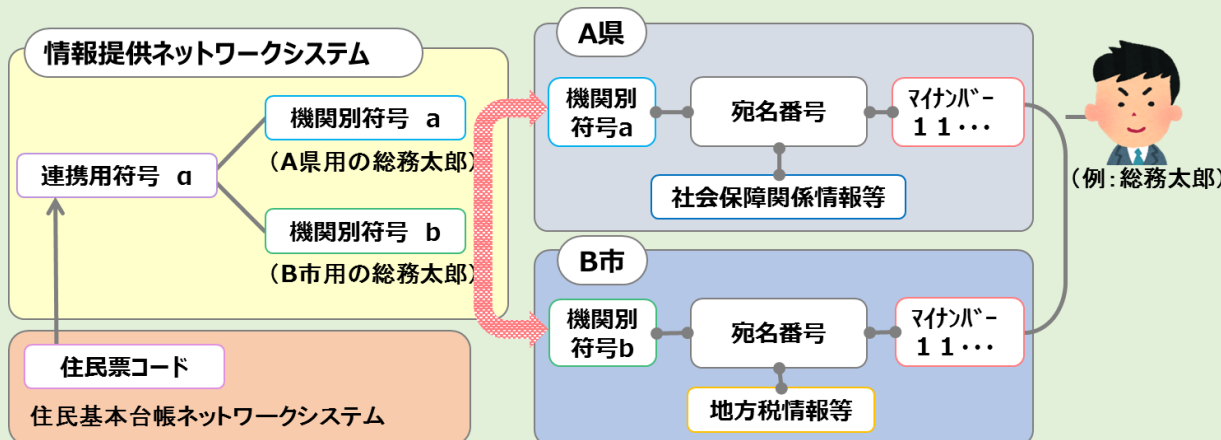 情報提供ネットワークシステム
機関別符号 a
(A県用の総務太郎)
連携用符号 α
機関別符号 b
(B市用の総務太郎)
住民票コード
住民基本台帳ネットワークシステム
A県
機関別
符号a
宛名番号
ﾏｲﾅﾝﾊﾞｰ
11･･･
社会保障関係情報等
(例:総務太郎)
B市
機関別
符号b
宛名番号
ﾏｲﾅﾝﾊﾞｰ
11･･･
地方税情報等